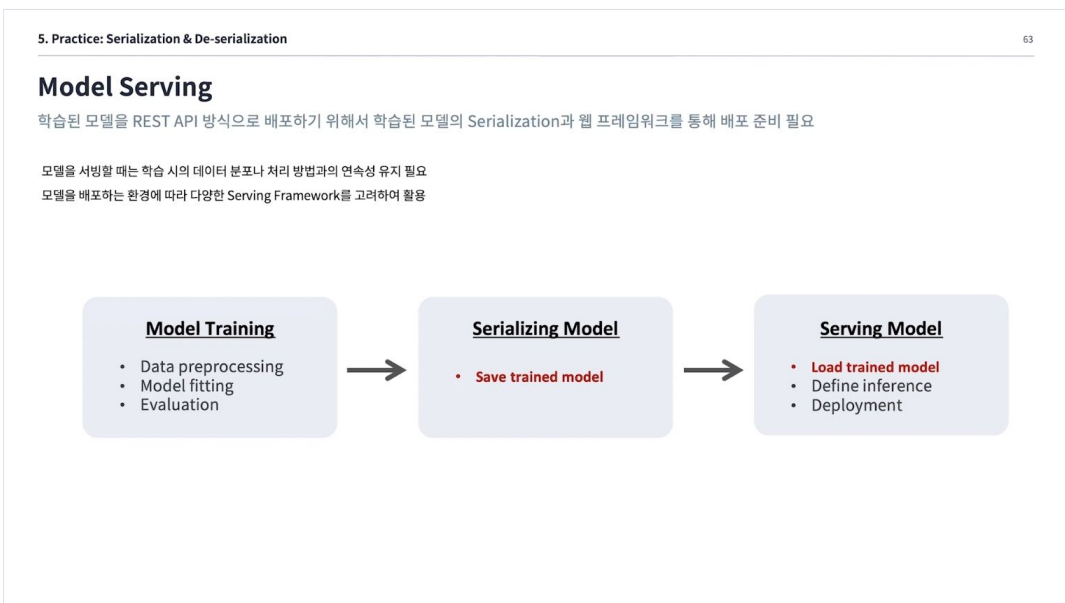 5. Practice: Serialization & De-serialization
63
Model Serving
학습된 모델을 REST API 방식으로 배포하기 위해서 학습된 모델의 Serialization과 웹 프레임워크를 통해 배포 준비 필요
모델을 서빙할 때는 학습 시의 데이터 분포나 처리 방법과의 연속성 유지 필요
모델을 배포하는 환경에 따라 다양한 Serving Framework를 고려하여 활용
Model Training
• Data preprocessing
• Model fitting
• Evaluation
Serializing Model
• Save trained model
Serving Model
• Load trained model
• Define inference
• Deployment